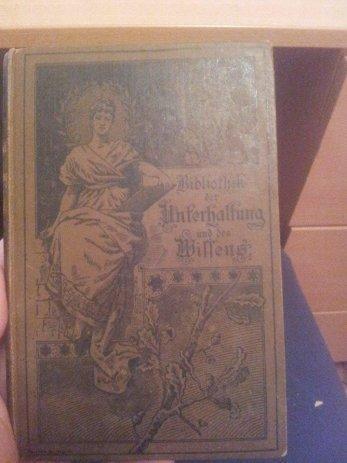 Bibliothek
der
Unterhaltung
und des
Wissens